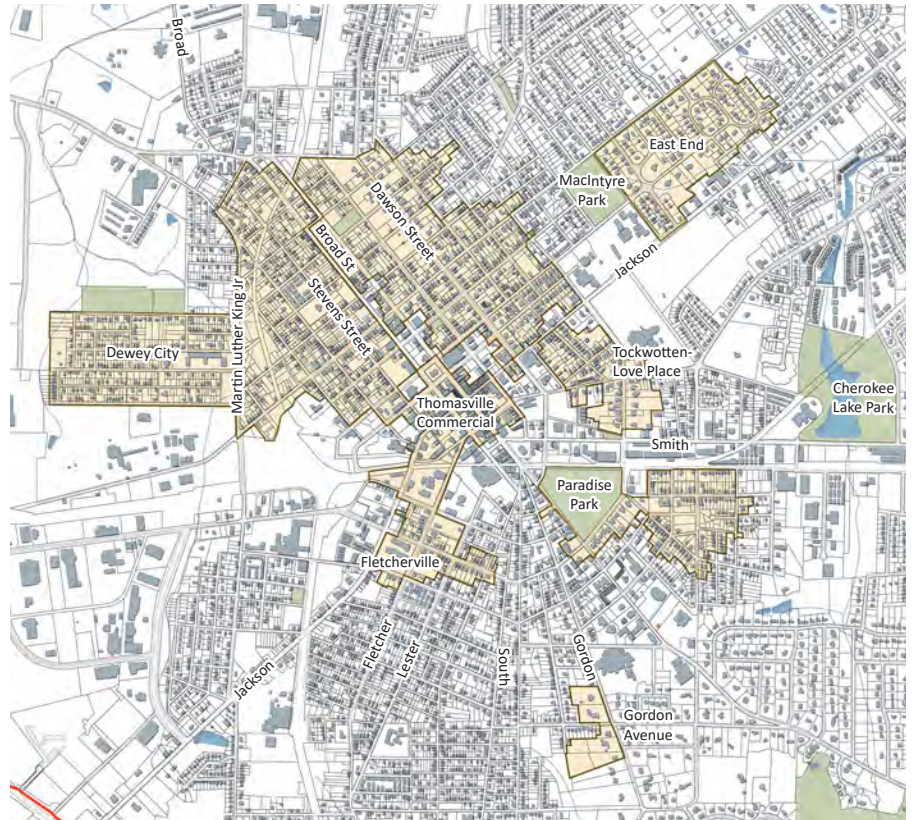 Broad
East End
MacIntyre
Park
Dawson Street
Broad St
Jackson
Stevens Street
Martin Luther King Jr
Dewey City
Tockwotten-
Love Place
Cherokee
Lake Park
Thomasville
Commercial
Smith
Paradise
Park
Fletcherville
Fletcher
Lester
South
Gordon
Jackson
Gordon
Avenue